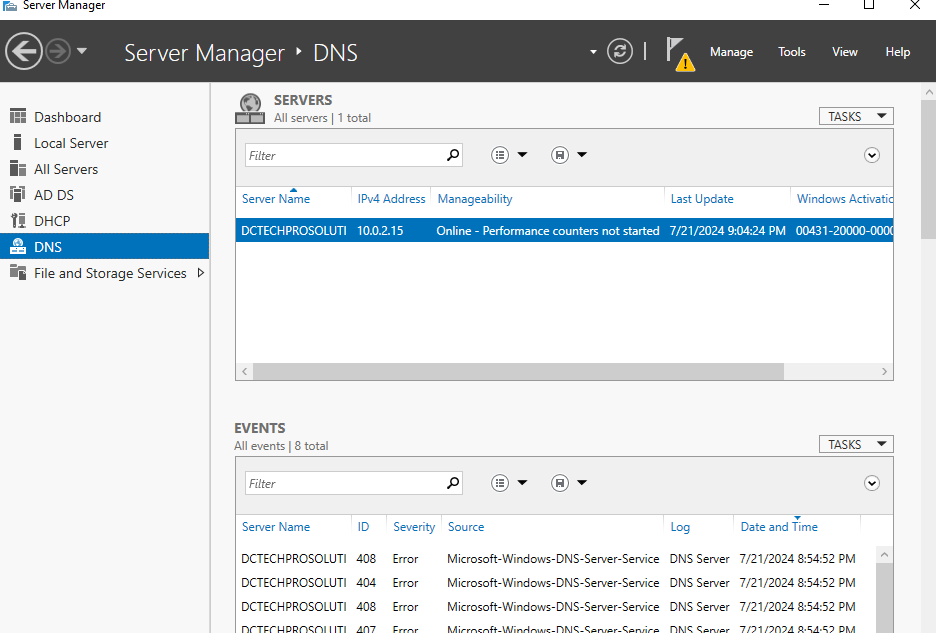 Server Manager
Server Manager ‣ DNS
Manage Tools View Help
Dashboard
Local Server
All Servers
AD DS
DHCP
DNS
File and Storage Services
SERVERS
All servers | 1 total
TASKS
Filter
Server Name IPv4 Address Manageability Last Update Windows Activatic
DCTECHPROSOLUTI 10.0.2.15 Online - Performance counters not started 7/21/2024 9:04:24 PM 00431-20000-0000
EVENTS
All events | 8 total
TASKS
Filter
Server Name ID Severity Source Log Date and Time
DCTECHPROSOLUTI 408 Error Microsoft-Windows-DNS-Server-Service DNS Server 7/21/2024 8:54:52 PM
DCTECHPROSOLUTI 404 Error Microsoft-Windows-DNS-Server-Service DNS Server 7/21/2024 8:54:52 PM
DCTECHPROSOLUTI 408 Error Microsoft-Windows-DNS-Server-Service DNS Server 7/21/2024 8:54:52 PM
DCTECHPROSOLUTI 407 Error Microsoft-Windows-DNS-Server-Service DNS Server 7/21/2024 8:54:52 PM